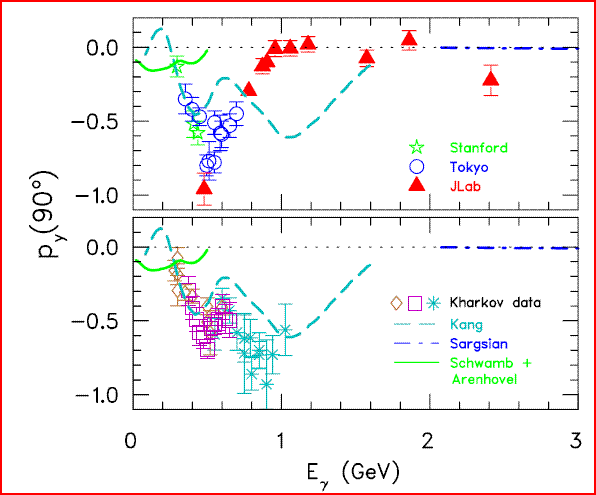 0.0
−0.5
−1.0
Stanford
Tokyo
JLab
p_y(90°)
0.0
−0.5
−1.0
Kharkov data
Kang
Sargsian
Schwamb +
Arenhovel
0 1 2 3
E_γ (GeV)